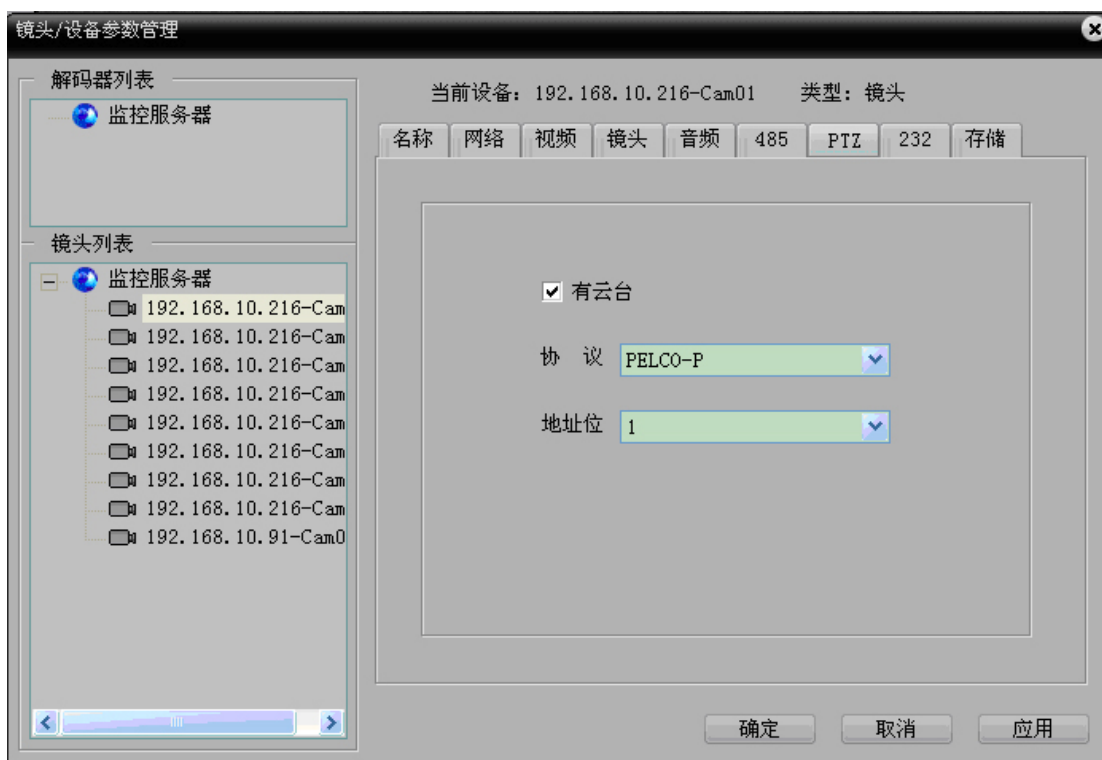 镜头/设备参数管理
解码器列表
监控服务器
镜头列表
监控服务器
192.168.10.216-Cam
192.168.10.216-Cam
192.168.10.216-Cam
192.168.10.216-Cam
192.168.10.216-Cam
192.168.10.216-Cam
192.168.10.216-Cam
192.168.10.216-Cam
192.168.10.91-Cam0
当前设备: 192.168.10.216-Cam01 类型: 镜头
名称 网络 视频 镜头 音频 485 PTZ 232 存储
有云台
协 议 PELCO-P
地址位 1
确定 取消 应用